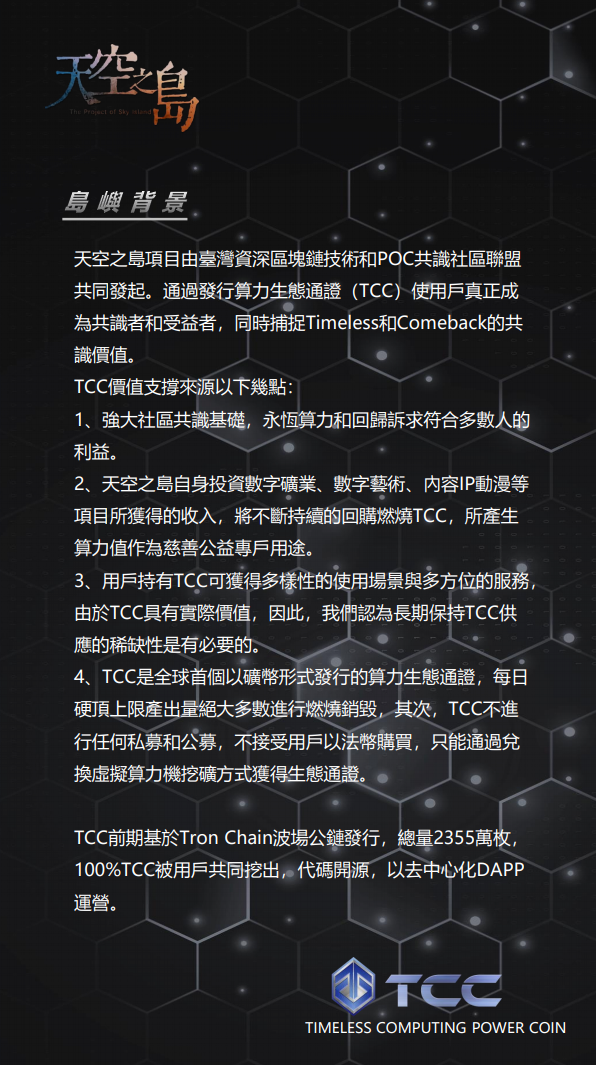 天空之島
The Project of Sky Island
島嶼背景
天空之島項目由臺灣資深區塊鏈技術和POC共識社區聯盟
共同發起。通過發行算力生態通證（TCC）使用戶真正成
為共識者和受益者，同時捕捉Timeless和Comeback的共
識價值。
TCC價值支撐來源以下幾點：
1、強大社區共識基礎，永恆算力和回歸訴求符合多數人的
利益。
2、天空之島自身投資數字礦業、數字藝術、內容IP動漫等
項目所獲得的收入，將不斷持續的回購燃燒TCC，所產生
算力值作為慈善公益專戶用途。
3、用戶持有TCC可獲得多樣性的使用場景與多方位的服務，
由於TCC具有實際價值，因此，我們認為長期保持TCC供
應的稀缺性是有必要的。
4、TCC是全球首個以礦幣形式發行的算力生態通證，每日
硬頂上限產出量絕大多數進行燃燒銷毀，其次，TCC不進
行任何私募和公募，不接受用戶以法幣購買，只能通過兌
換虛擬算力機挖礦方式獲得生態通證。
TCC前期基於Tron Chain波場公鏈發行，總量2355萬枚，
100%TCC被用戶共同挖出，代碼開源，以去中心化DAPP
運營。
TCC
TIMELESS COMPUTING POWER COIN